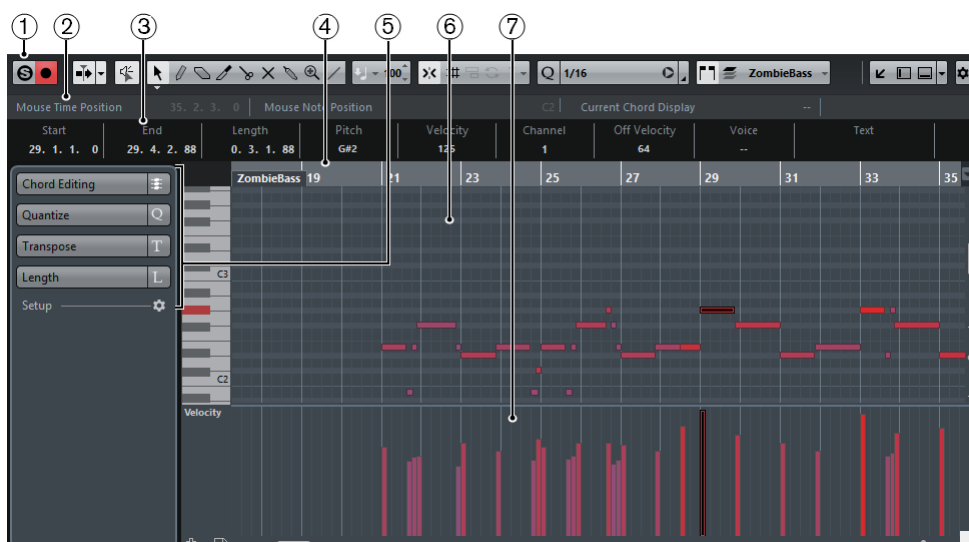 ① ② ③ ④ ⑤ ⑥ ⑦
S 100 Q 1/16 ZombieBass
Mouse Time Position 35. 2. 3. 0 Mouse Note Position C2 Current Chord Display --
Start End Length Pitch Velocity Channel Off Velocity Voice Text
29. 1. 1. 0 29. 4. 2. 88 0. 3. 1. 88 G#2 125 1 64 --
ZombieBass 19 21 23 25 27 29 31 33 35
Chord Editing
Quantize Q
Transpose T
Length L
Setup
C3
C2
Velocity